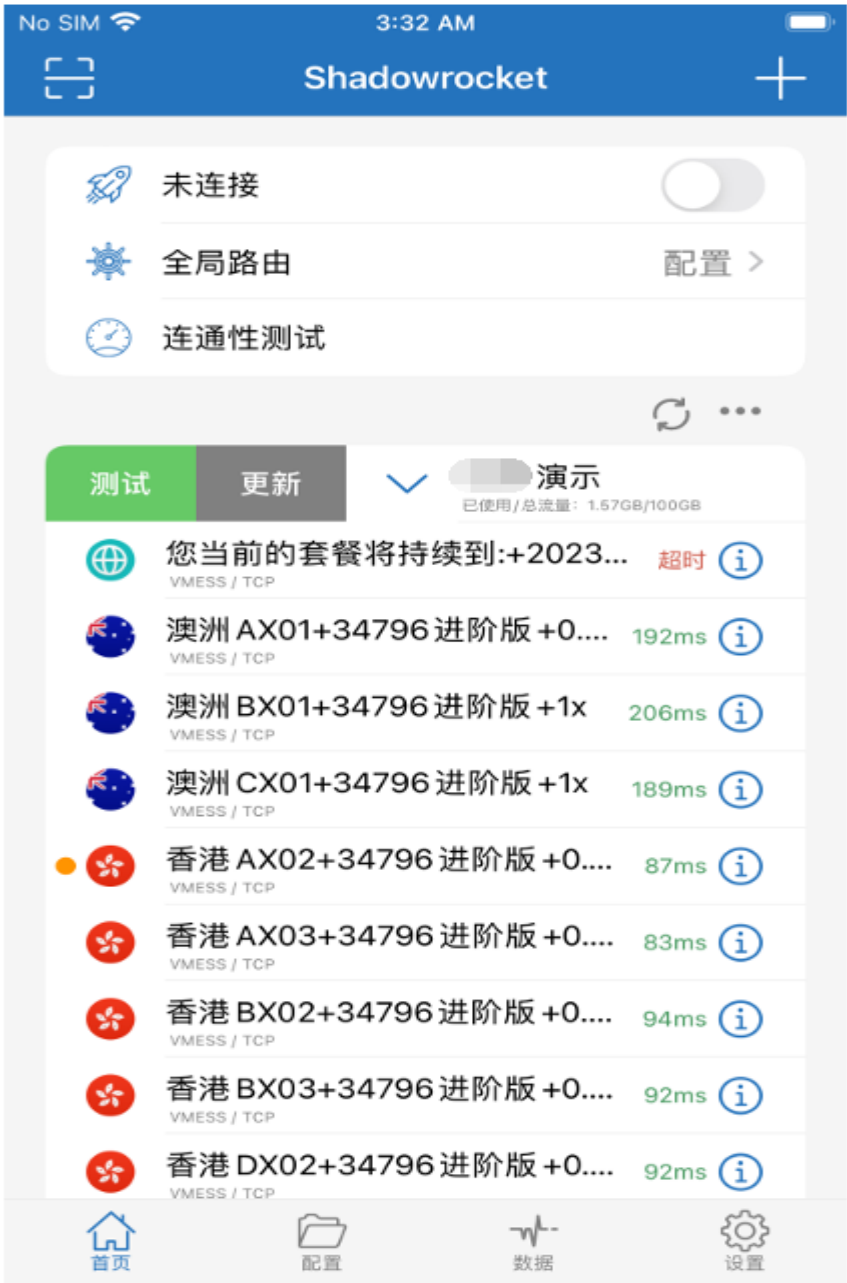 No SIM 3:32 AM
Shadowrocket
未连接
全局路由 配置
连通性测试
测试 更新 演示
已使用/总流量：1.57GB/100GB
您当前的套餐将持续到:+2023... 超时
VMESS / TCP
澳洲 AX01+34796 进阶版 +0.... 192ms
VMESS / TCP
澳洲 BX01+34796 进阶版 +1x 206ms
VMESS / TCP
澳洲 CX01+34796 进阶版 +1x 189ms
VMESS / TCP
香港 AX02+34796 进阶版 +0.... 87ms
VMESS / TCP
香港 AX03+34796 进阶版 +0.... 83ms
VMESS / TCP
香港 BX02+34796 进阶版 +0.... 94ms
VMESS / TCP
香港 BX03+34796 进阶版 +0.... 92ms
VMESS / TCP
香港 DX02+34796 进阶版 +0.... 92ms
VMESS / TCP
首页 配置 数据 设置